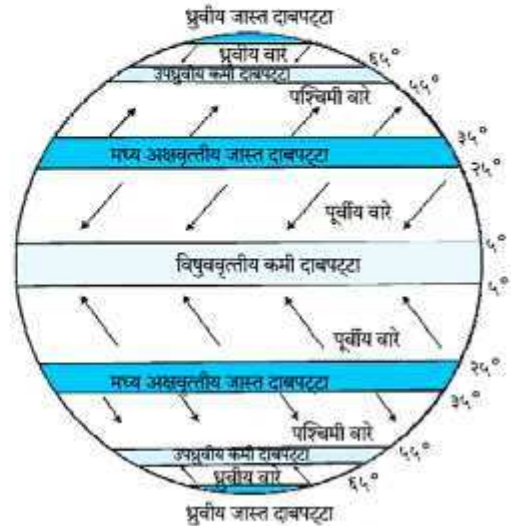 ध्रुवीय जास्त दाबपट्टा
ध्रुवीय वारे
६५°
उपध्रुवीय कमी दाबपट्टा
५५°
पश्चिमी वारे
३५°
मध्य अक्षवृत्तीय जास्त दाबपट्टा
२५°
पूर्वीय वारे
५°
विषुववृत्तीय कमी दाबपट्टा
५°
पूर्वीय वारे
२५°
मध्य अक्षवृत्तीय जास्त दाबपट्टा
३५°
पश्चिमी वारे
५५°
उपध्रुवीय कमी दाबपट्टा
ध्रुवीय वारे
६५°
ध्रुवीय जास्त दाबपट्टा